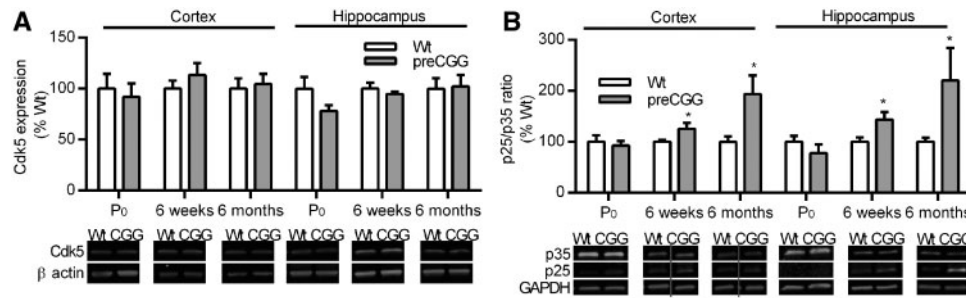 A
Cortex
Hippocampus
Wt
preCGG
Cdk5 expression
(% Wt)
150
100
50
0
P0 6 weeks 6 months P0 6 weeks 6 months
Wt CGG Wt CGG Wt CGG Wt CGG Wt CGG Wt CGG
Cdk5
β actin
B
Cortex
Hippocampus
Wt
preCGG
p25/p35 ratio
(% Wt)
300
200
100
0
* * * *
P0 6 weeks 6 months P0 6 weeks 6 months
Wt CGG Wt CGG Wt CGG Wt CGG Wt CGG Wt CGG
p35
p25
GAPDH